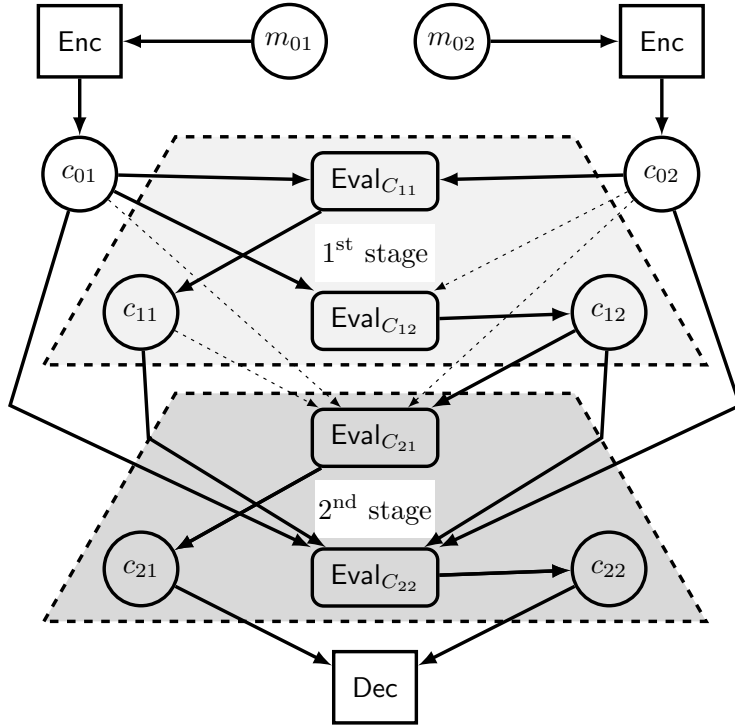 Enc
m₀₁
m₀₂
Enc
c₀₁
Eval_{C₁₁}
c₀₂
1ˢᵗ stage
c₁₁
Eval_{C₁₂}
c₁₂
Eval_{C₂₁}
2ⁿᵈ stage
c₂₁
Eval_{C₂₂}
c₂₂
Dec